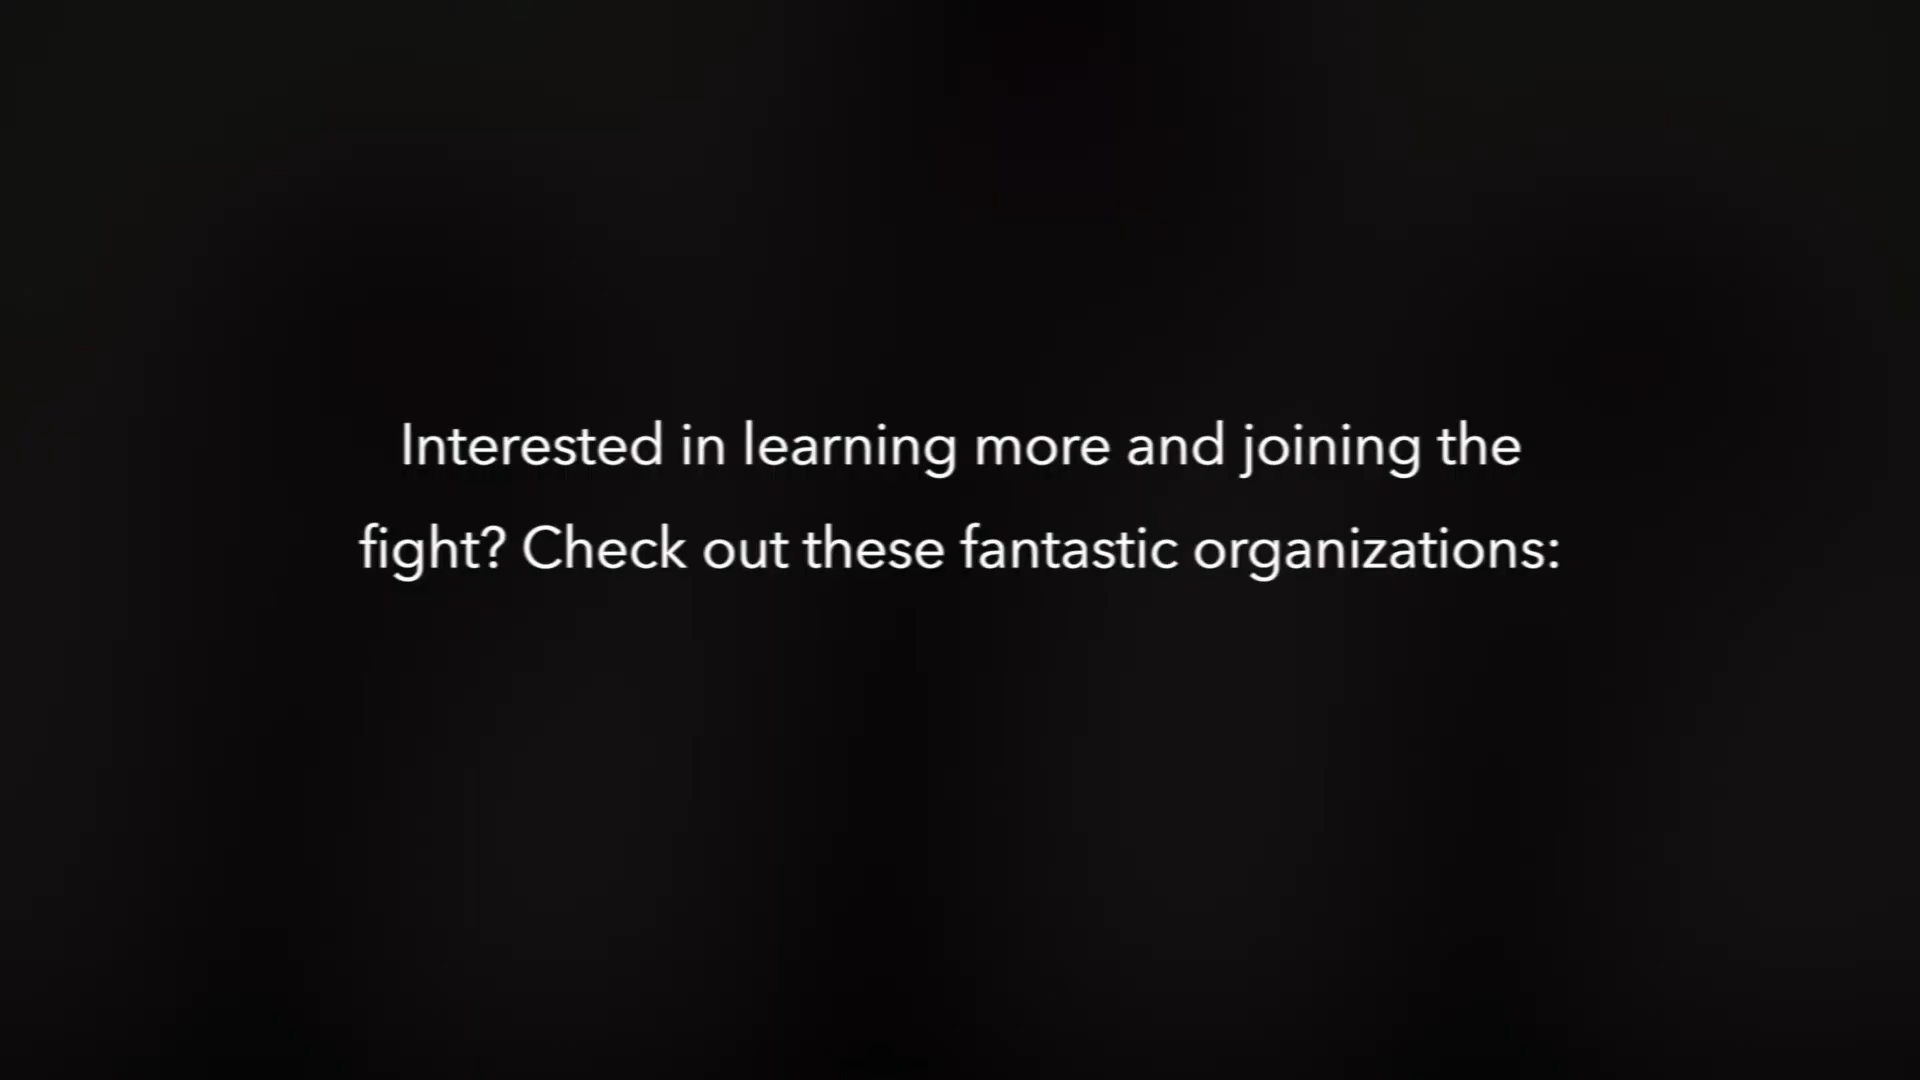 Interested in learning more and joining the
fight? Check out these fantastic organizations: